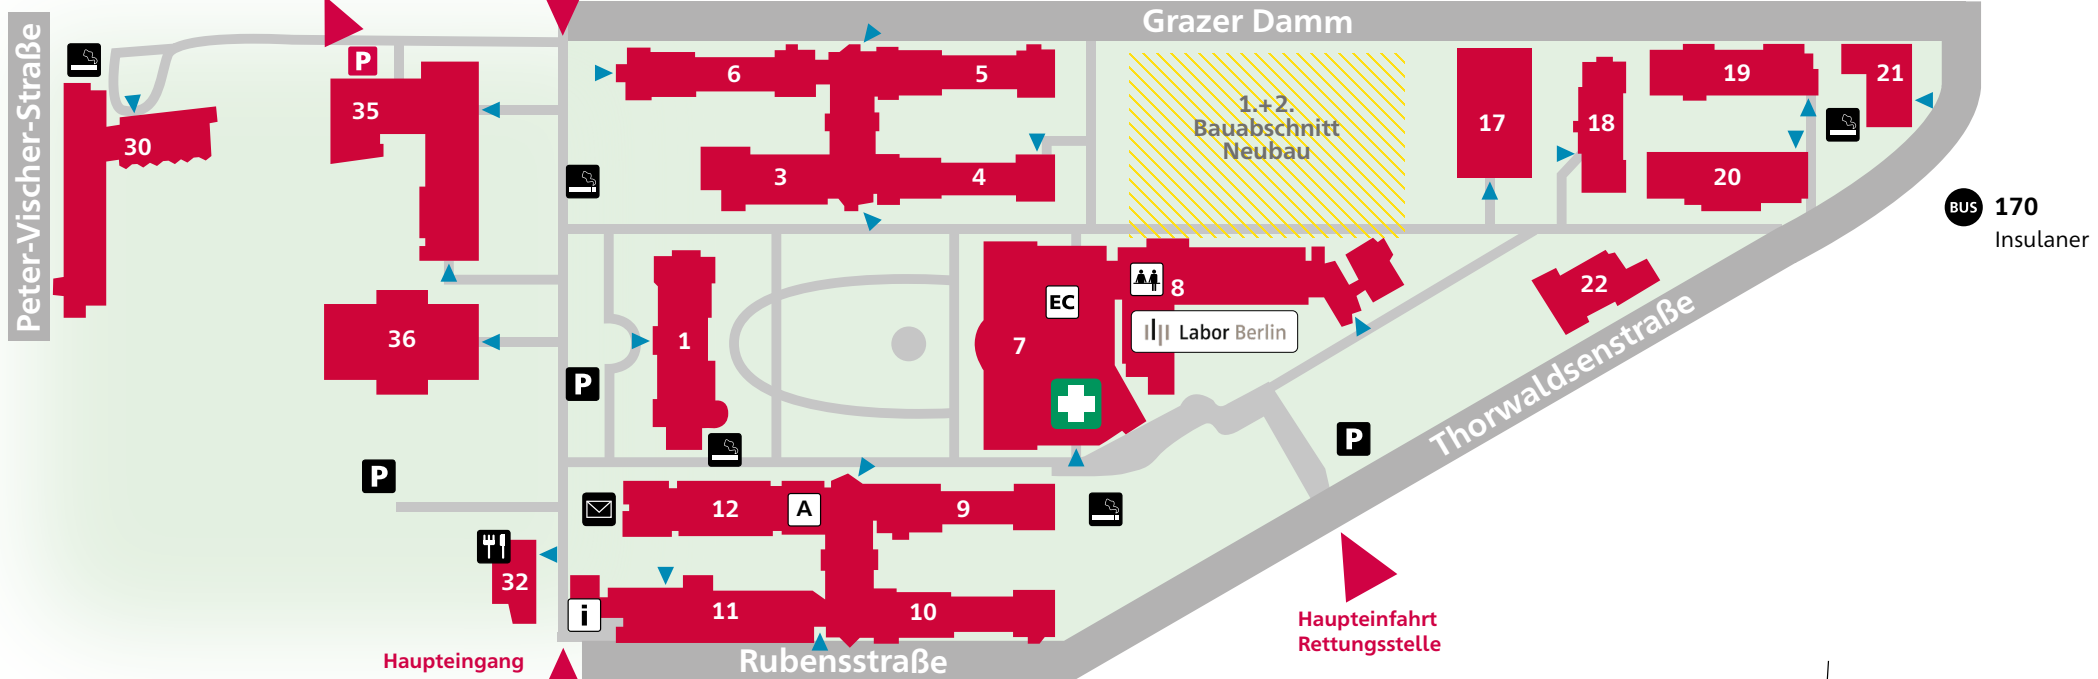 Grazer Damm
Peter-Vischer-Straße
P
6
5
19
21
35
1.+2.
Bauabschnitt
Neubau
17
18
30
3
4
20
BUS 170
Insulaner
22
EC
8
Labor Berlin
36
1
7
P
P
P
Thorwaldsenstraße
12
A
9
32
i
11
10
Haupteinfahrt
Rettungsstelle
Haupteingang
Rubensstraße